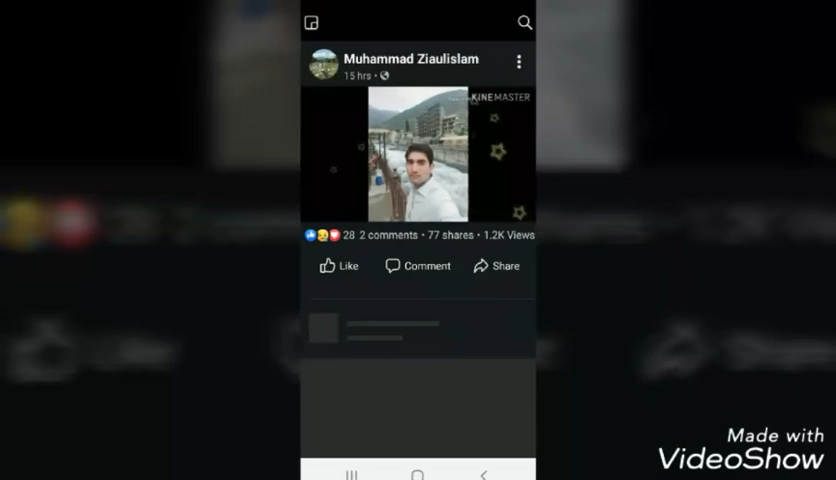 Muhammad Ziaulislam
15 hrs •
KINEMASTER
28 2 comments • 77 shares • 1.2K Views
Like Comment Share
Made with
VideoShow